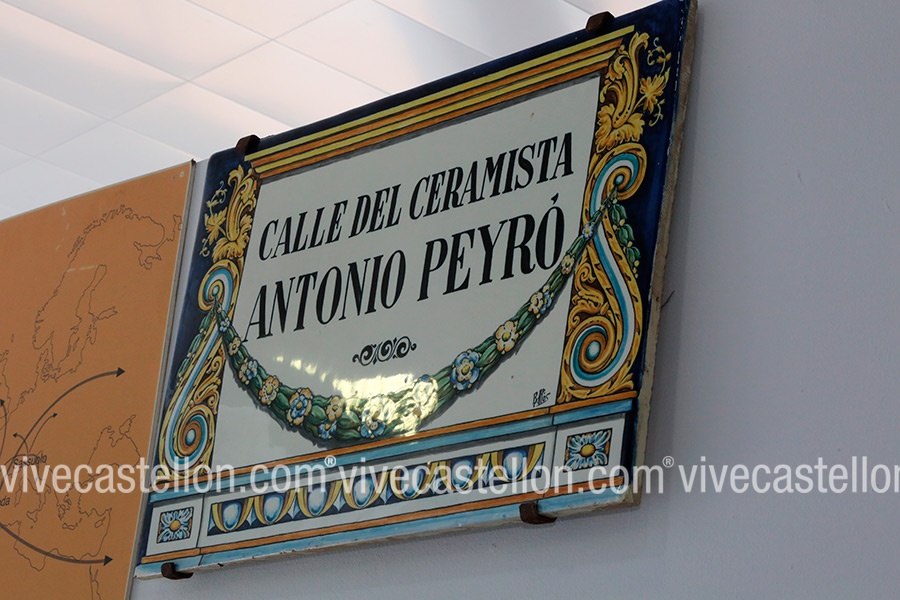 CALLE DEL CERAMISTA
ANTONIO PEYRÓ
vivecastellon.com® vivecastellon.com® vivecastellon